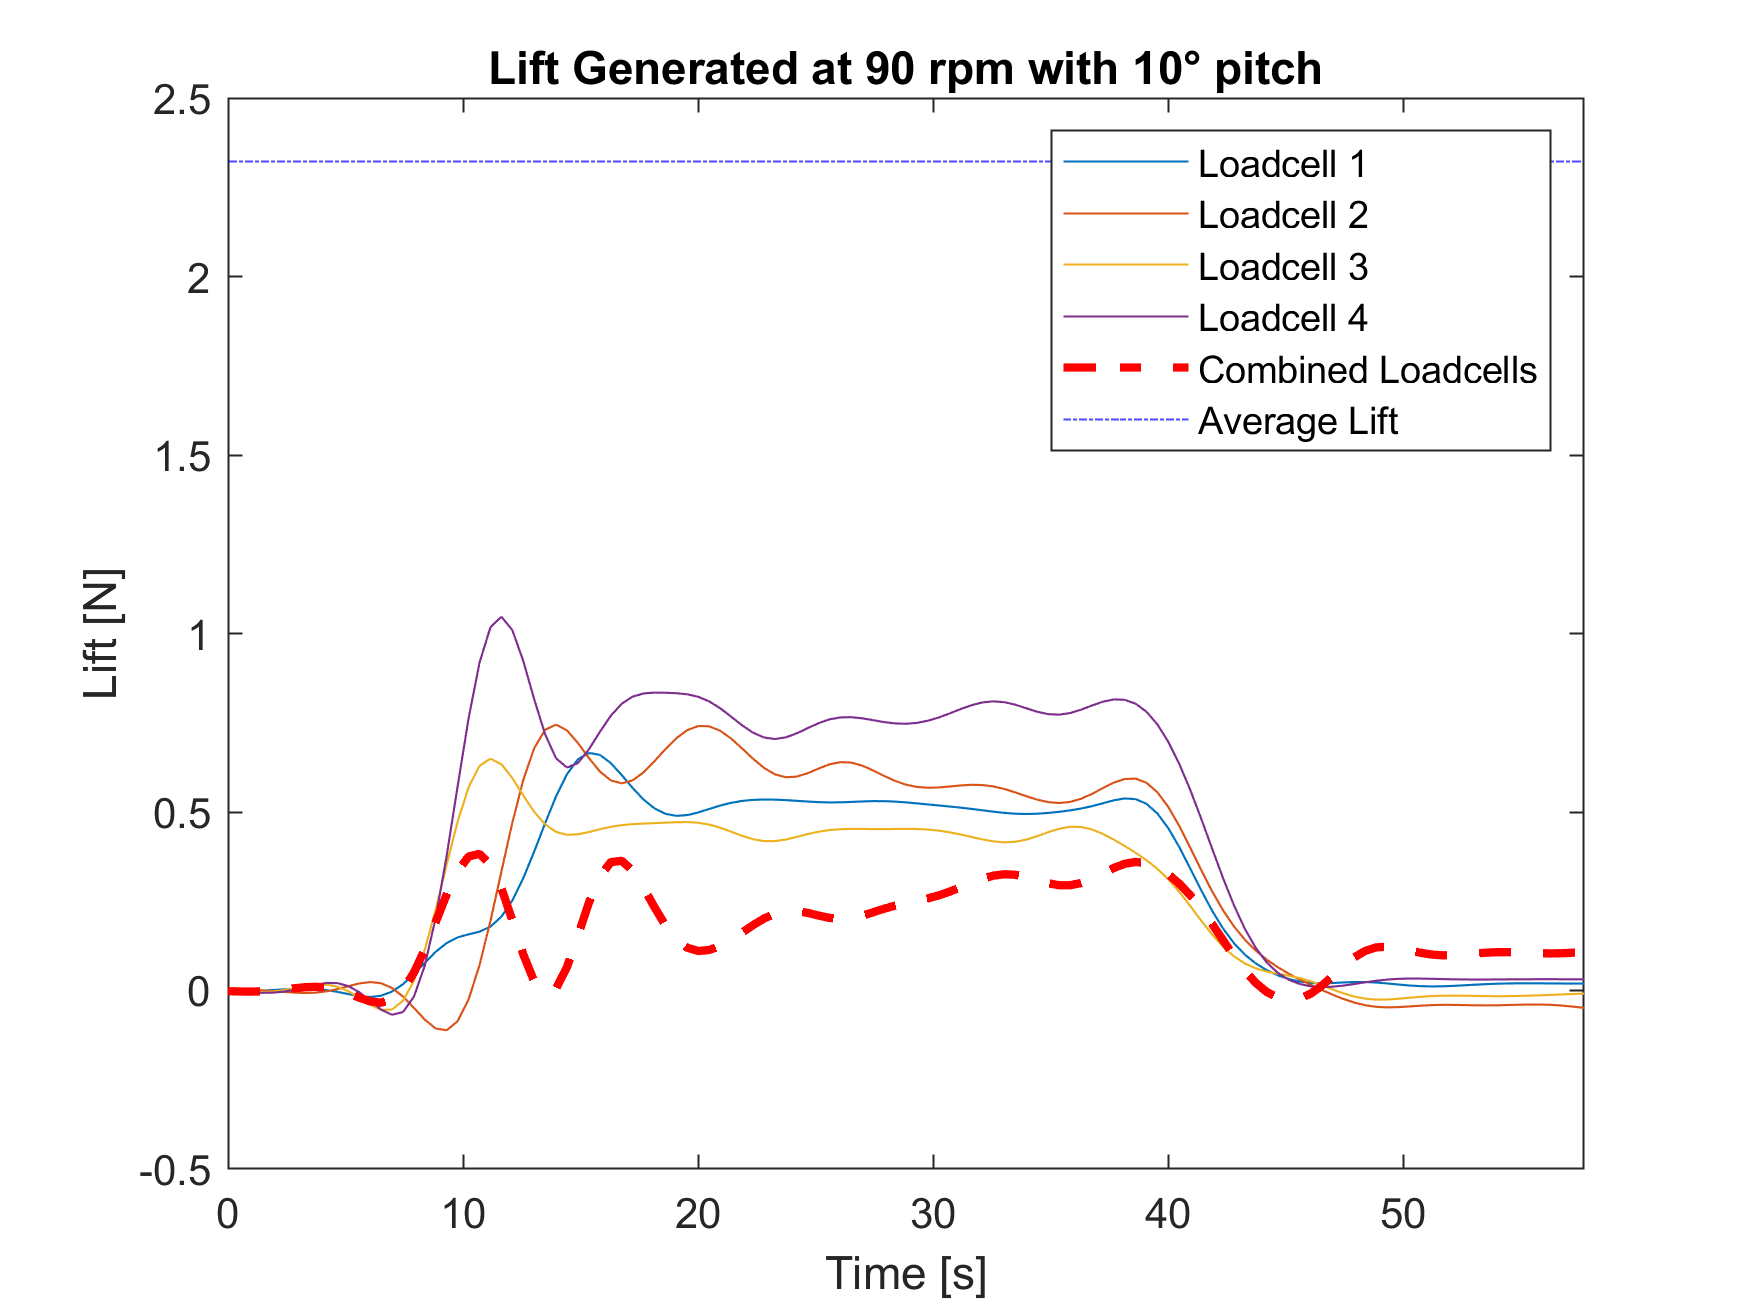 Lift Generated at 90 rpm with 10° pitch
2.5
2
1.5
1
0.5
0
-0.5
Lift [N]
Loadcell 1
Loadcell 2
Loadcell 3
Loadcell 4
Combined Loadcells
Average Lift
0 10 20 30 40 50
Time [s]